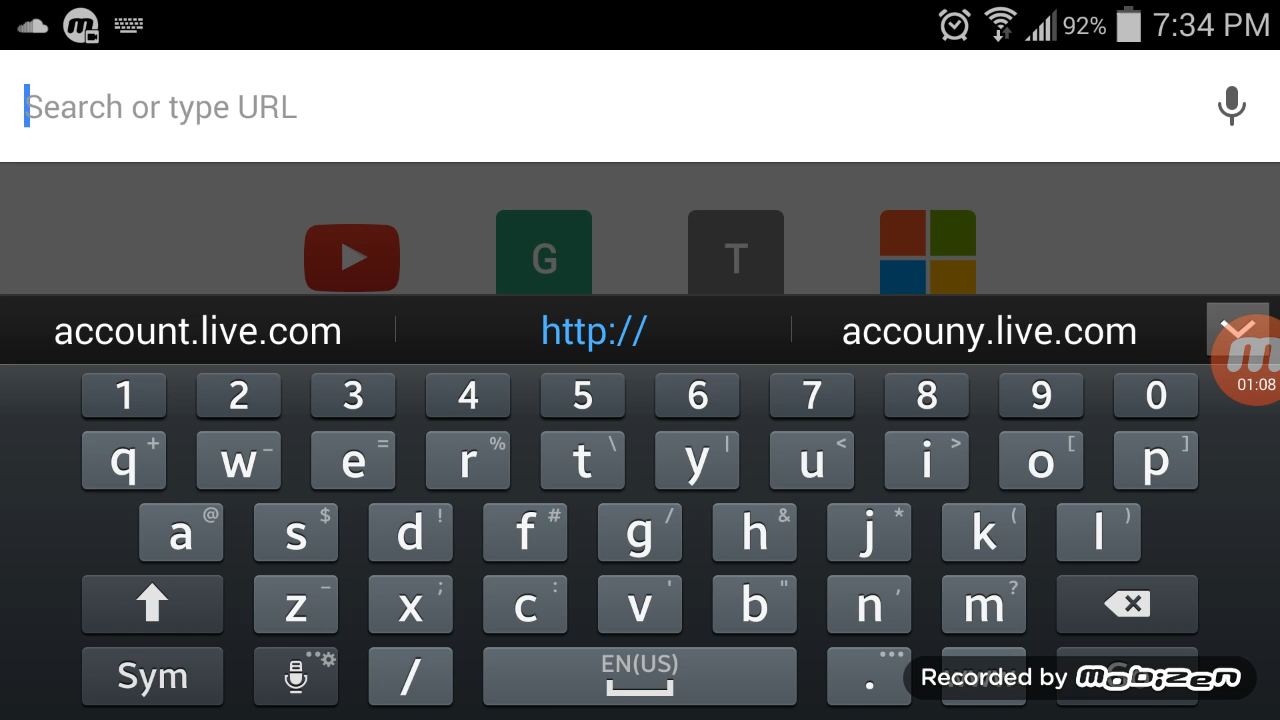 92% 7:34 PM
Search or type URL
G T
account.live.com http:// accouny.live.com
m
01:08
1 2 3 4 5 6 7 8 9 0
q + w _ e = r % t \ y | u < i > o [ p ]
a @ s $ d ! f # g / h & j * k ( l )
z - x ; c : v ' b " n , m ?
Sym / EN(US) .
Recorded by mobizen